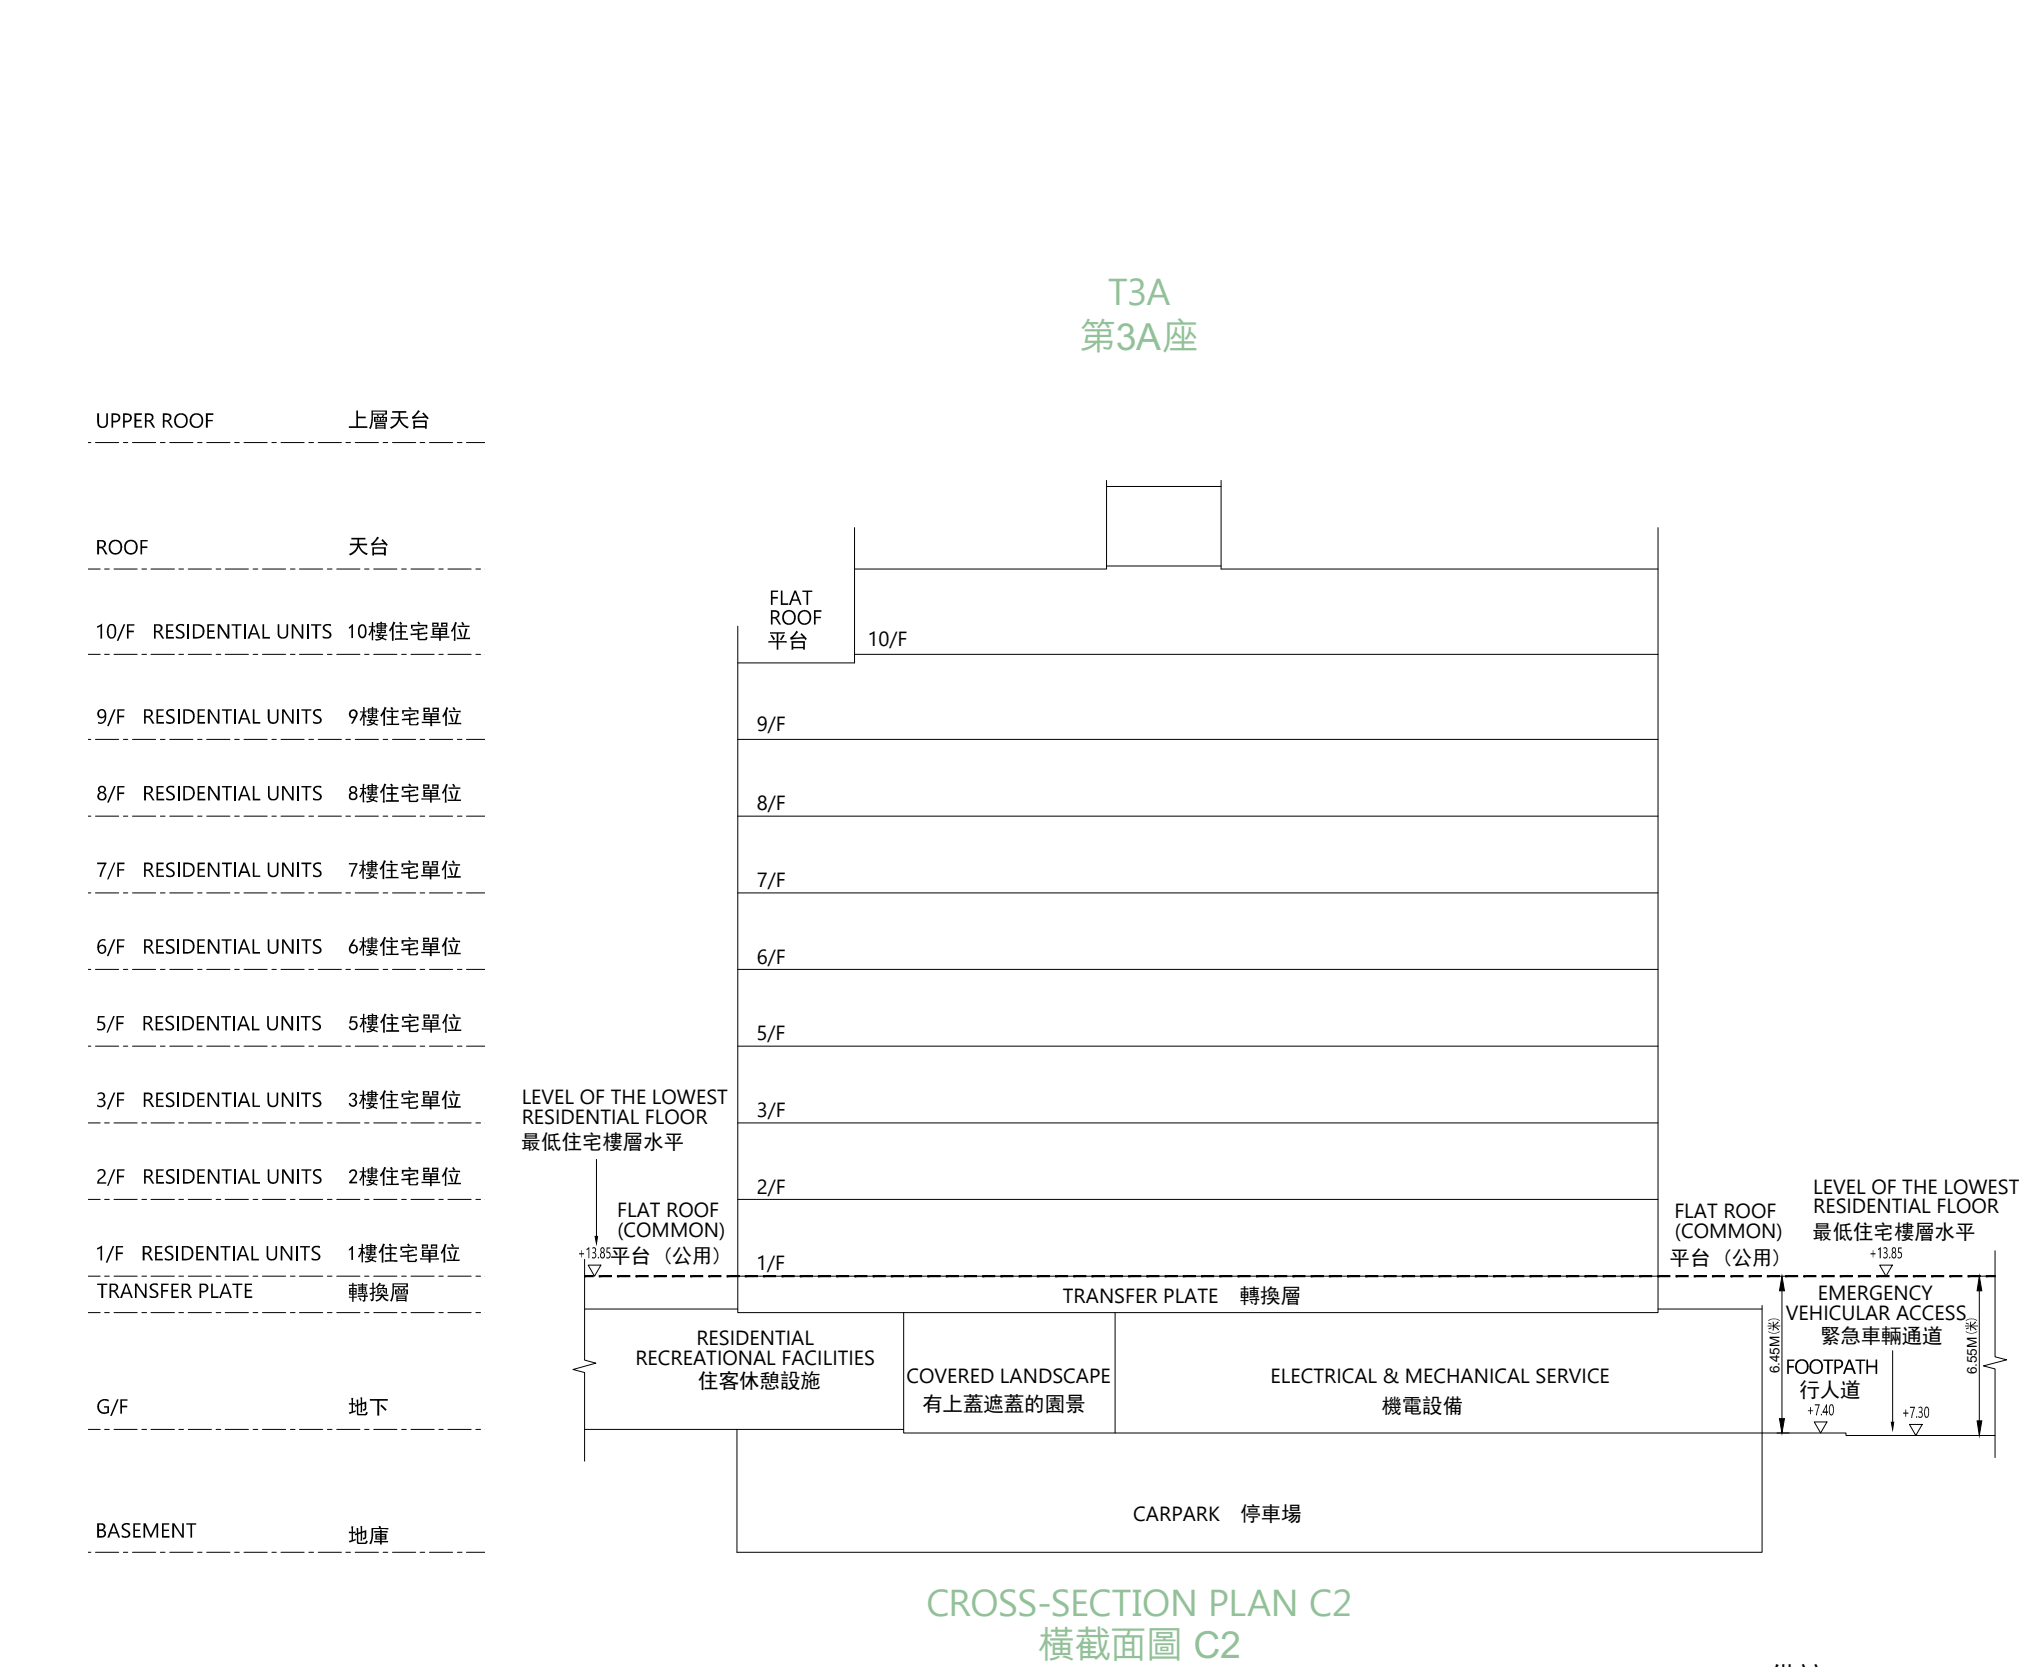 T3A
第3A座
UPPER ROOF 上層天台
ROOF 天台
10/F RESIDENTIAL UNITS 10樓住宅單位
9/F RESIDENTIAL UNITS 9樓住宅單位
8/F RESIDENTIAL UNITS 8樓住宅單位
7/F RESIDENTIAL UNITS 7樓住宅單位
6/F RESIDENTIAL UNITS 6樓住宅單位
5/F RESIDENTIAL UNITS 5樓住宅單位
3/F RESIDENTIAL UNITS 3樓住宅單位
2/F RESIDENTIAL UNITS 2樓住宅單位
1/F RESIDENTIAL UNITS 1樓住宅單位
TRANSFER PLATE 轉換層
G/F 地下
BASEMENT 地庫
LEVEL OF THE LOWEST
RESIDENTIAL FLOOR
最低住宅樓層水平
FLAT ROOF
(COMMON)
平台（公用）
+13.85
FLAT
ROOF
平台
10/F
9/F
8/F
7/F
6/F
5/F
3/F
2/F
1/F
TRANSFER PLATE 轉換層
RESIDENTIAL
RECREATIONAL FACILITIES
住客休憩設施
COVERED LANDSCAPE
有上蓋遮蓋的園景
ELECTRICAL & MECHANICAL SERVICE
機電設備
CARPARK 停車場
FLAT ROOF
(COMMON)
平台（公用）
LEVEL OF THE LOWEST
RESIDENTIAL FLOOR
最低住宅樓層水平
+13.85
EMERGENCY
VEHICULAR ACCESS
緊急車輛通道
6.45M(米)
FOOTPATH
行人道
+7.40
+7.30
6.55M(米)
CROSS-SECTION PLAN C2
橫截面圖 C2